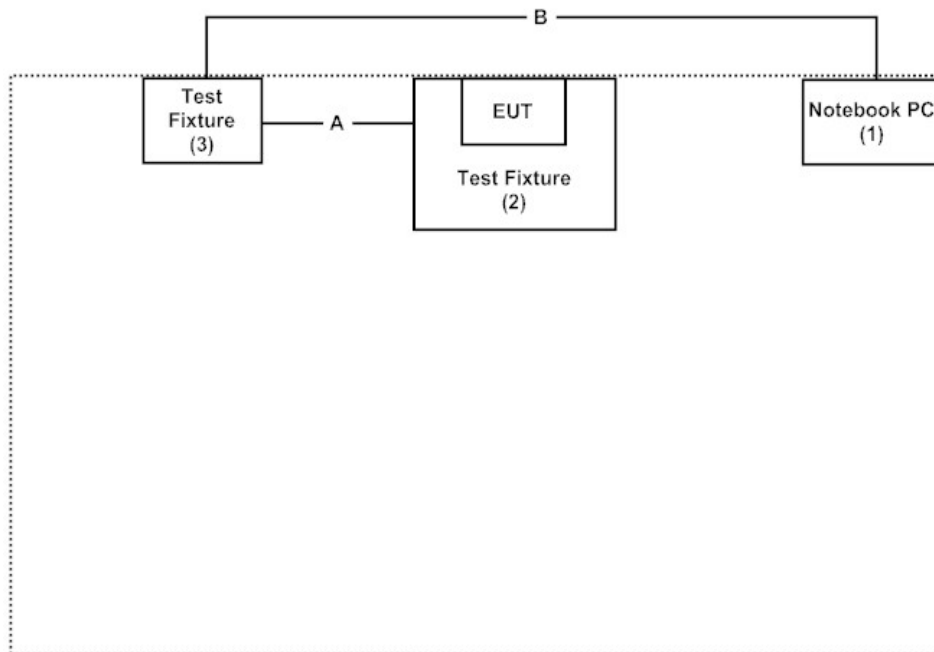 B
Test
Fixture
(3)
A
EUT
Test Fixture
(2)
Notebook PC
(1)